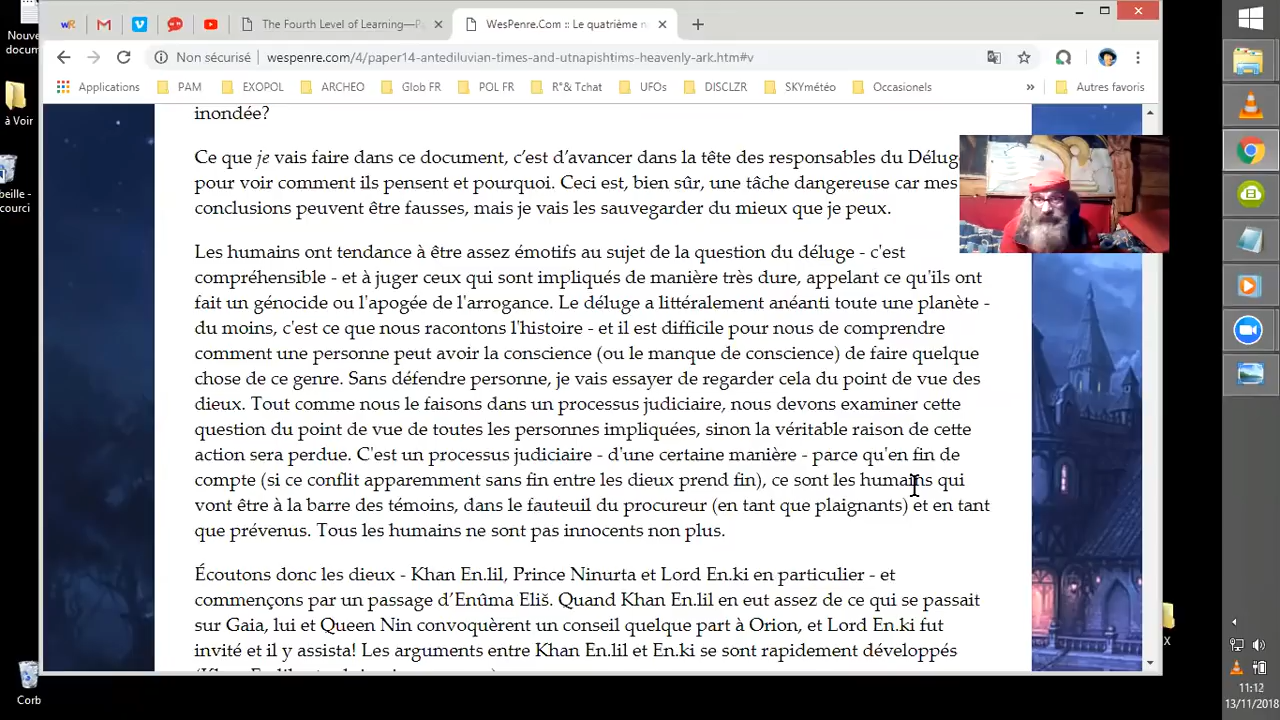 Nouve
docum
The Fourth Level of Learning—P
WesPenre.Com :: Le quatrième n
Non sécurisé
wespenre.com/4/paper14-antediluvian-times-and-utnapishtims-heavenly-ark.htm#v
Applications
PAM
EXOPOL
ARCHEO
Glob FR
POL FR
R°& Tchat
UFOs
DISCLZR
SKYmétéo
Occasionels
»
Autres favoris
à Voir
beille -
courci
inondée?
Ce que je vais faire dans ce document, c’est d’avancer dans la tête des responsables du Délug
pour voir comment ils pensent et pourquoi. Ceci est, bien sûr, une tâche dangereuse car mes
conclusions peuvent être fausses, mais je vais les sauvegarder du mieux que je peux.
Les humains ont tendance à être assez émotifs au sujet de la question du déluge - c'est
compréhensible - et à juger ceux qui sont impliqués de manière très dure, appelant ce qu'ils ont
fait un génocide ou l'apogée de l'arrogance. Le déluge a littéralement anéanti toute une planète -
du moins, c'est ce que nous racontons l'histoire - et il est difficile pour nous de comprendre
comment une personne peut avoir la conscience (ou le manque de conscience) de faire quelque
chose de ce genre. Sans défendre personne, je vais essayer de regarder cela du point de vue des
dieux. Tout comme nous le faisons dans un processus judiciaire, nous devons examiner cette
question du point de vue de toutes les personnes impliquées, sinon la véritable raison de cette
action sera perdue. C'est un processus judiciaire - d'une certaine manière - parce qu'en fin de
compte (si ce conflit apparemment sans fin entre les dieux prend fin), ce sont les humains qui
vont être à la barre des témoins, dans le fauteuil du procureur (en tant que plaignants) et en tant
que prévenus. Tous les humains ne sont pas innocents non plus.
Écoutons donc les dieux - Khan En.lil, Prince Ninurta et Lord En.ki en particulier - et
commençons par un passage d’Enûma Eliš. Quand Khan En.lil en eut assez de ce qui se passait
sur Gaia, lui et Queen Nin convoquèrent un conseil quelque part à Orion, et Lord En.ki fut
invité et il y assista! Les arguments entre Khan En.lil et En.ki se sont rapidement développés
Corb
X
11:12
13/11/2018